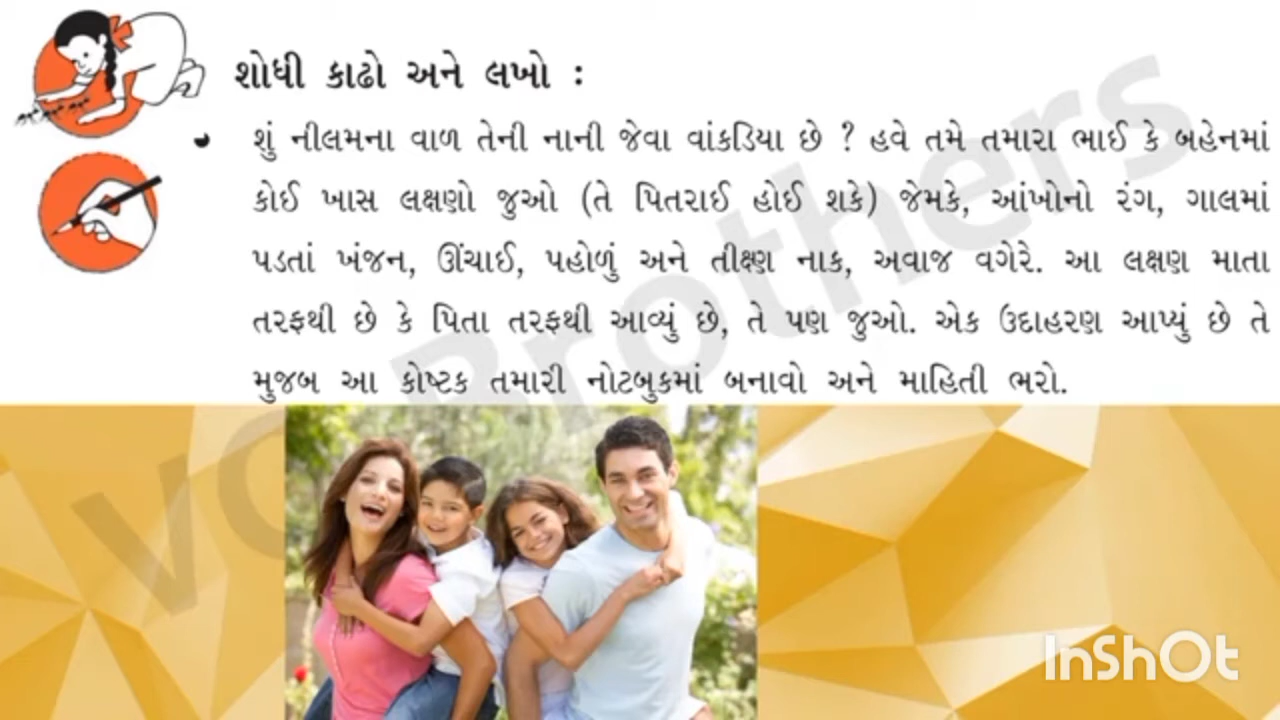 શોધી કાઢો અને લખો :
શું નીલમના વાળ તેની નાની જેવા વાંકડિયા છે ? હવે તમે તમારા ભાઈ કે બહેનમાં
કોઈ ખાસ લક્ષણો જુઓ (તે પિતરાઈ હોઈ શકે) જેમકે, આંખોનો રંગ, ગાલમાં
પડતાં ખંજન, ઊંચાઈ, પહોળું અને તીક્ષ્ણ નાક, અવાજ વગેરે. આ લક્ષણ માતા
તરફથી છે કે પિતા તરફથી આવ્યું છે, તે પણ જુઓ. એક ઉદાહરણ આપ્યું છે તે
મુજબ આ કોષ્ટક તમારી નોટબુકમાં બનાવો અને માહિતી ભરો.
Brothers
InShOt